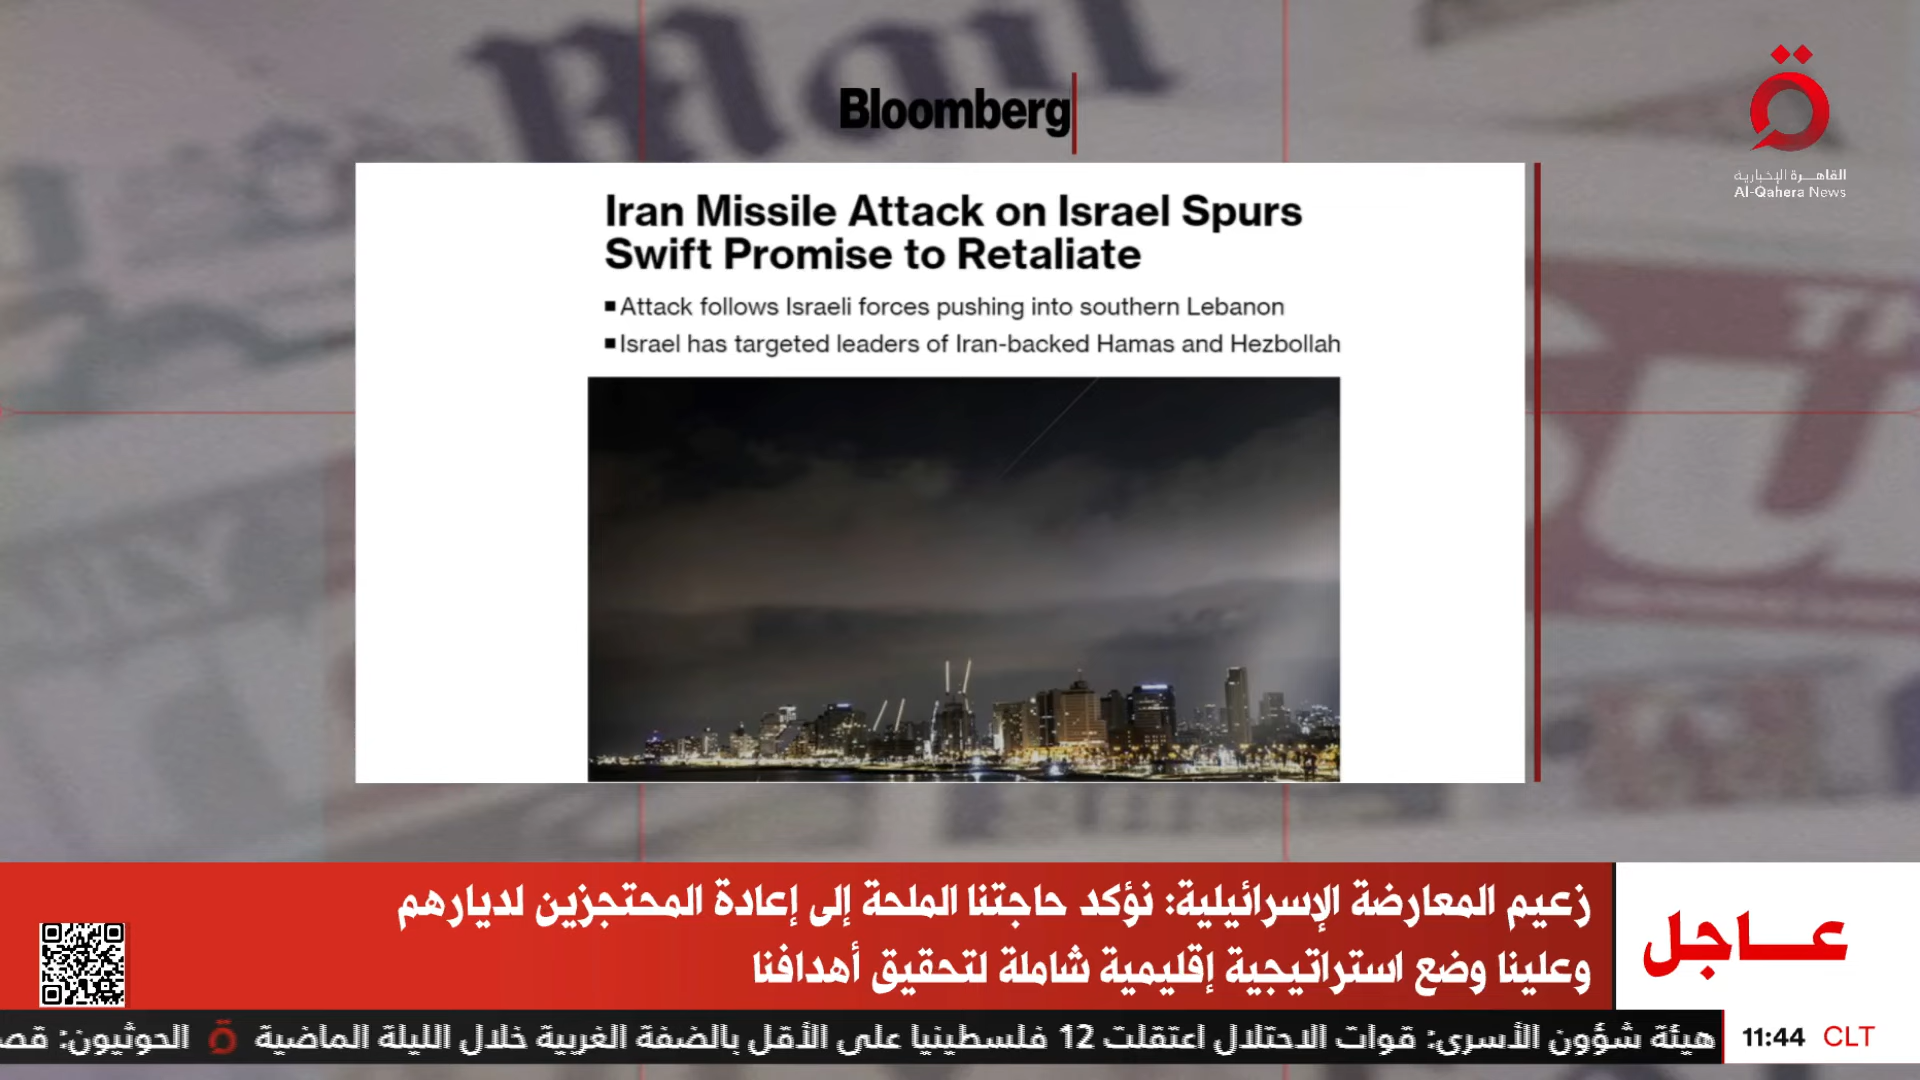 Mail
Bloomberg
القاهرة الإخبارية
Al-Qahera News
Iran Missile Attack on Israel Spurs
Swift Promise to Retaliate
Attack follows Israeli forces pushing into southern Lebanon
Israel has targeted leaders of Iran-backed Hamas and Hezbollah
عاجل
زعيم المعارضة الإسرائيلية: نؤكد حاجتنا الملحة إلى إعادة المحتجزين لديارهم
وعلينا وضع استراتيجية إقليمية شاملة لتحقيق أهدافنا
هيئة شؤون الأسرى: قوات الاحتلال اعتقلت 12 فلسطينيا على الأقل بالضفة الغربية خلال الليلة الماضية الحوثيون:
11:44 CLT